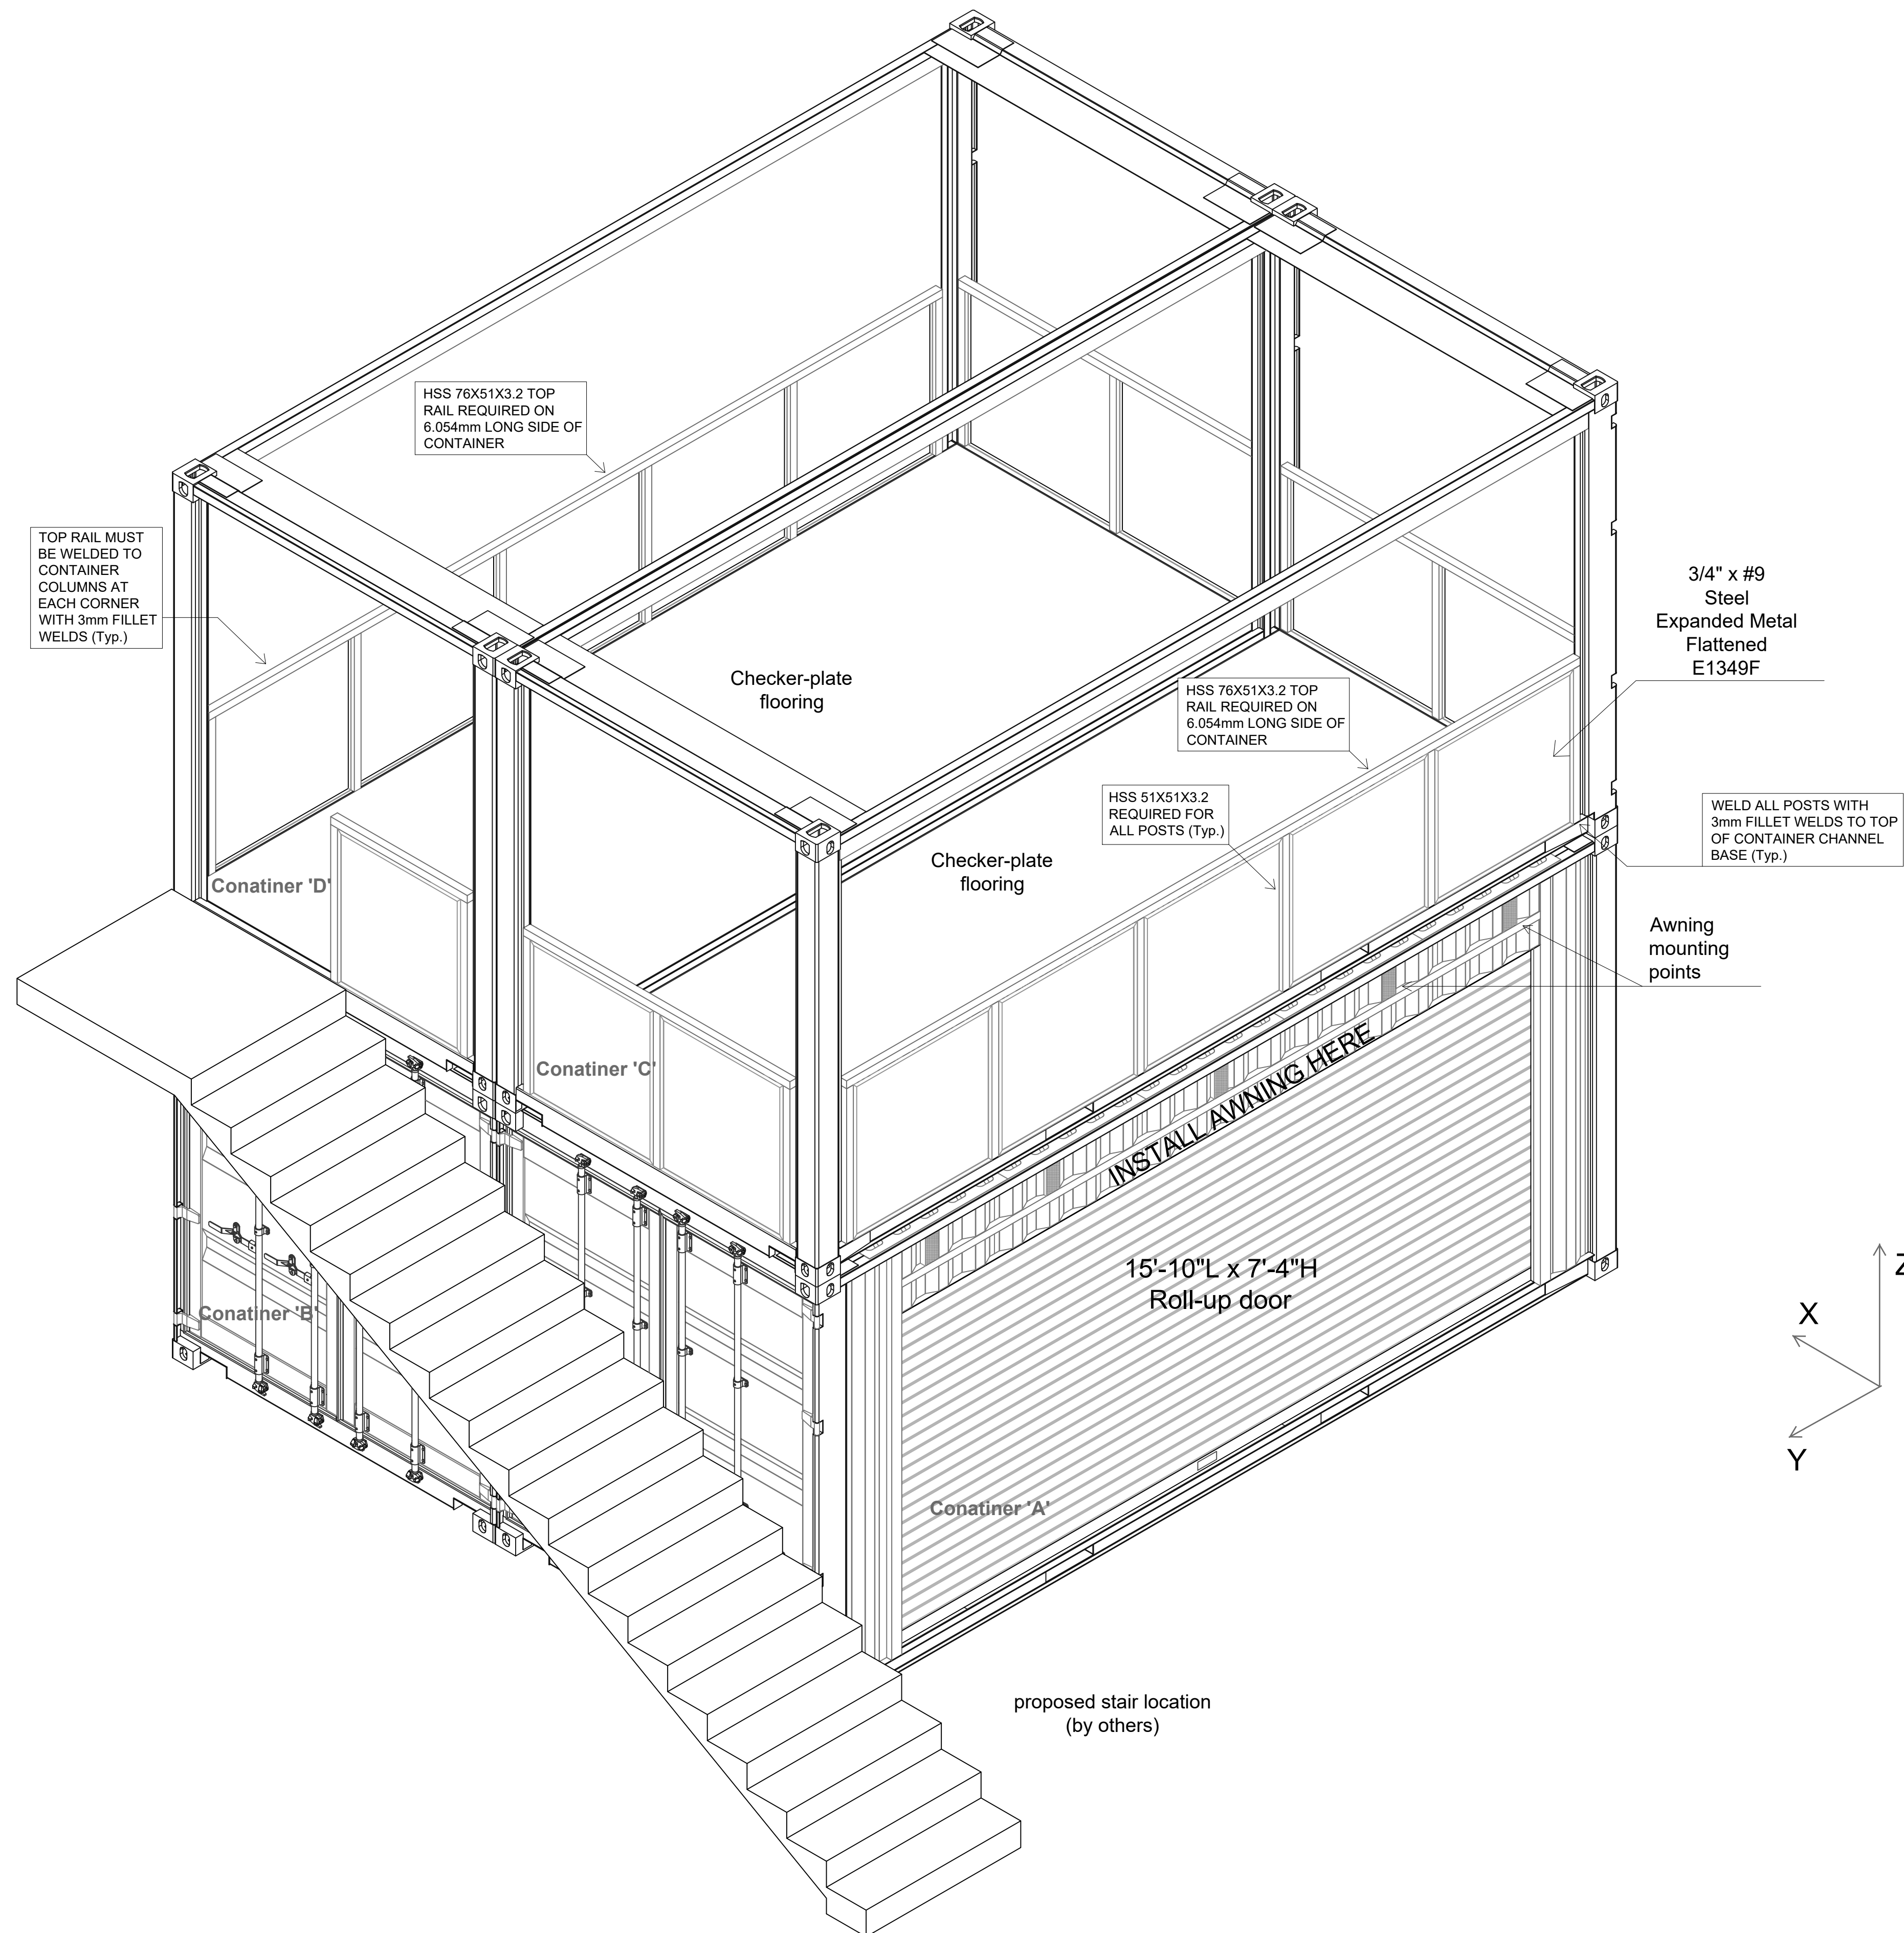 HSS 76X51X3.2 TOP
RAIL REQUIRED ON
6.054mm LONG SIDE OF
CONTAINER
TOP RAIL MUST
BE WELDED TO
CONTAINER
COLUMNS AT
EACH CORNER
WITH 3mm FILLET
WELDS (Typ.)
3/4" x #9
Steel
Expanded Metal
Flattened
E1349F
Checker-plate
flooring
HSS 76X51X3.2 TOP
RAIL REQUIRED ON
6.054mm LONG SIDE OF
CONTAINER
HSS 51X51X3.2
REQUIRED FOR
ALL POSTS (Typ.)
WELD ALL POSTS WITH
3mm FILLET WELDS TO TOP
OF CONTAINER CHANNEL
BASE (Typ.)
Checker-plate
flooring
Conatiner 'D'
Awning
mounting
points
Conatiner 'C'
INSTALL AWNING HERE
15'-10"L x 7'-4"H
Roll-up door
Conatiner 'B'
Z
X
Y
Conatiner 'A'
proposed stair location
(by others)